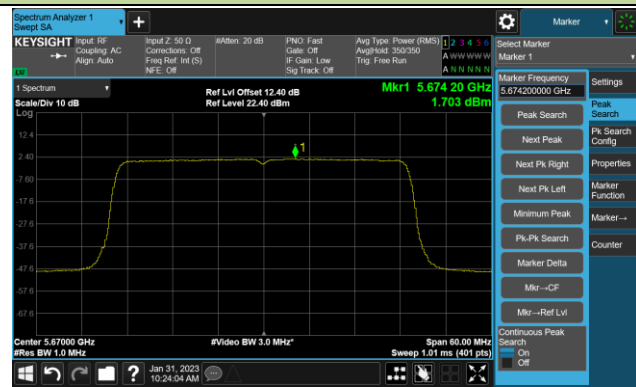 Spectrum Analyzer 1
Swept SA
+
Marker
KEYSIGHT
Input: RF
Coupling: AC
Align: Auto
Input Z: 50 Ω
Corrections: Off
Freq Ref: Int (S)
NFE: Off
#Atten: 20 dB
PNO: Fast
Gate: Off
IF Gain: Low
Sig Track: Off
Avg Type: Power (RMS)
Avg|Hold: 350/350
Trig: Free Run
1 2 3 4 5 6
A W W W W W
A N N N N N
Select Marker
Marker 1
1 Spectrum
Scale/Div 10 dB
Log
Ref Lvl Offset 12.40 dB
Ref Level 22.40 dBm
Mkr1 5.674 20 GHz
1.703 dBm
12.4
2.40
-7.60
-17.6
-27.6
-37.6
-47.6
-57.6
-67.6
1
Center 5.67000 GHz
#Res BW 1.0 MHz
#Video BW 3.0 MHz*
Span 60.00 MHz
Sweep 1.01 ms (401 pts)
Marker Frequency
5.674200000 GHz
Peak Search
Next Peak
Next Pk Right
Next Pk Left
Minimum Peak
Pk-Pk Search
Marker Delta
Mkr→CF
Mkr→Ref Lvl
Continuous Peak
Search
On
Off
Settings
Peak
Search
Pk Search
Config
Properties
Marker
Function
Marker→
Counter
?
Jan 31, 2023
10:24:04 AM